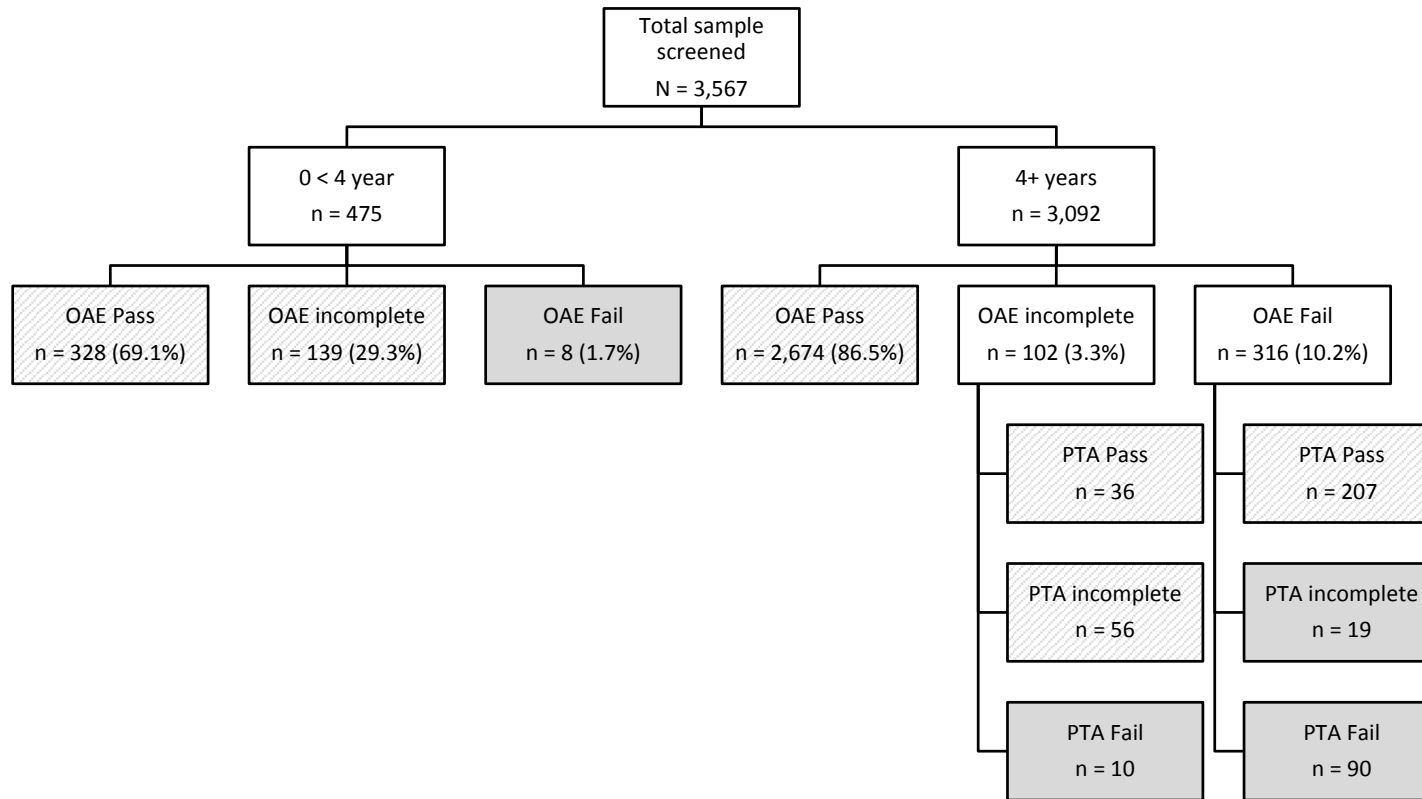 Total sample
screened
N = 3,567
0 < 4 year
n = 475
4+ years
n = 3,092
OAE Pass
n = 328 (69.1%)
OAE incomplete
n = 139 (29.3%)
OAE Fail
n = 8 (1.7%)
OAE Pass
n = 2,674 (86.5%)
OAE incomplete
n = 102 (3.3%)
OAE Fail
n = 316 (10.2%)
PTA Pass
n = 36
PTA Pass
n = 207
PTA incomplete
n = 56
PTA incomplete
n = 19
PTA Fail
n = 10
PTA Fail
n = 90